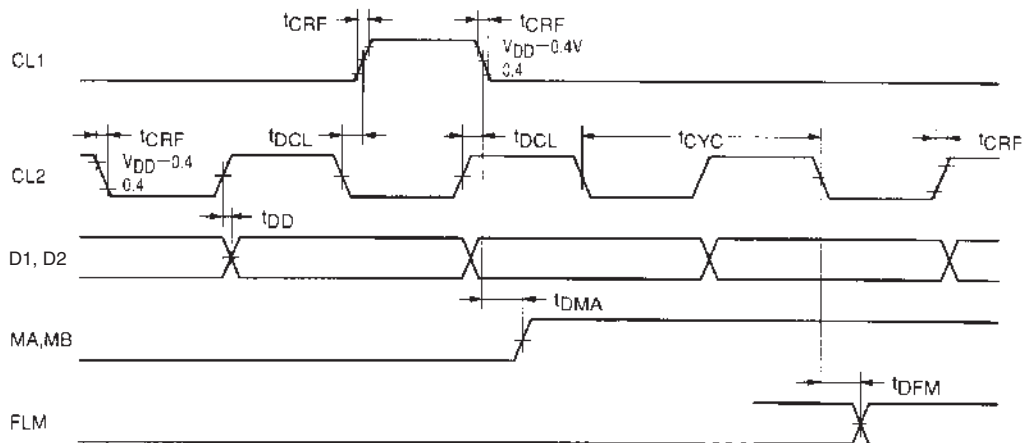 tCRF
tCRF
CL1
VDD−0.4V
0.4
tCRF
tDCL
tDCL
tCYC
tCRF
CL2
VDD−0.4
0.4
tDD
D1, D2
tDMA
MA,MB
tDFM
FLM